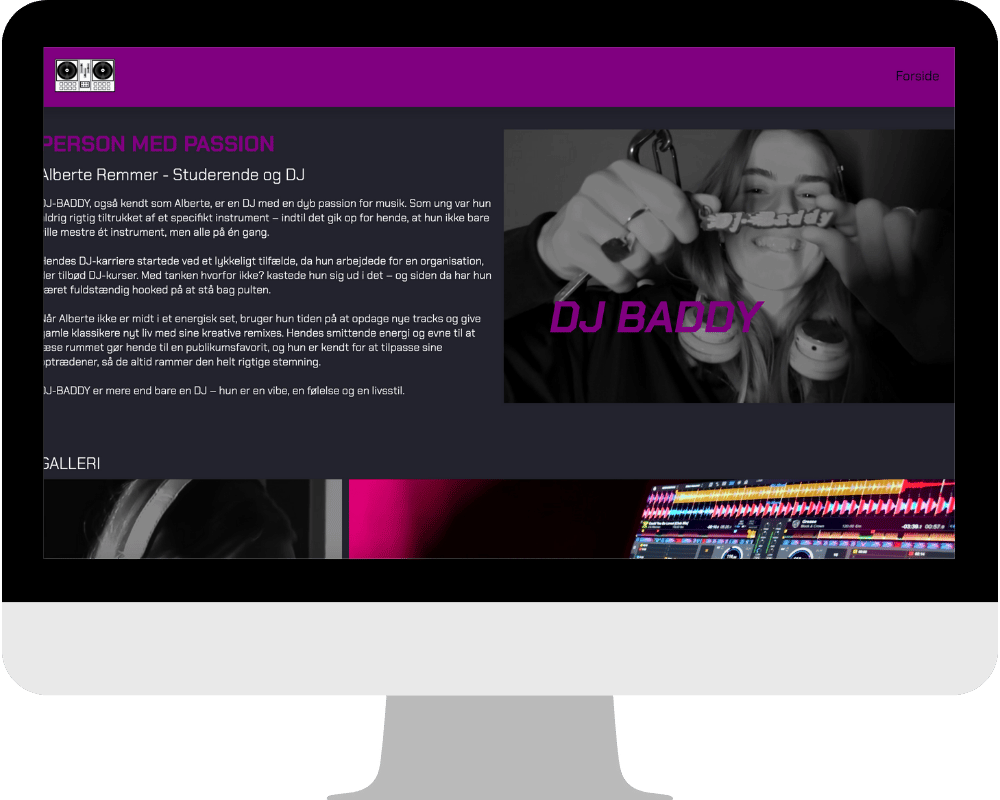 Forside
PERSON MED PASSION
Alberte Remmer - Studerende og DJ
DJ-BADDY, også kendt som Alberte, er en DJ med en dyb passion for musik. Som ung var hun
aldrig rigtig tiltrukket af et specifikt instrument – indtil det gik op for hende, at hun ikke bare
ville mestre ét instrument, men alle på én gang.
Hendes DJ-karriere startede ved et lykkeligt tilfælde, da hun arbejdede for en organisation,
der tilbød DJ-kurser. Med tanken hvorfor ikke? kastede hun sig ud i det – og siden da har hun
været fuldstændig hooked på at stå bag pulten.
Når Alberte ikke er midt i et energisk set, bruger hun tiden på at opdage nye tracks og give
gamle klassikere nyt liv med sine kreative remixes. Hendes smittende energi og evne til at
læse rummet gør hende til en publikumsfavorit, og hun er kendt for at tilpasse sine
optrædener, så de altid rammer den helt rigtige stemning.
DJ-BADDY er mere end bare en DJ – hun er en vibe, en følelse og en livsstil.
Dj-Baddy
DJ BADDY
GALLERI